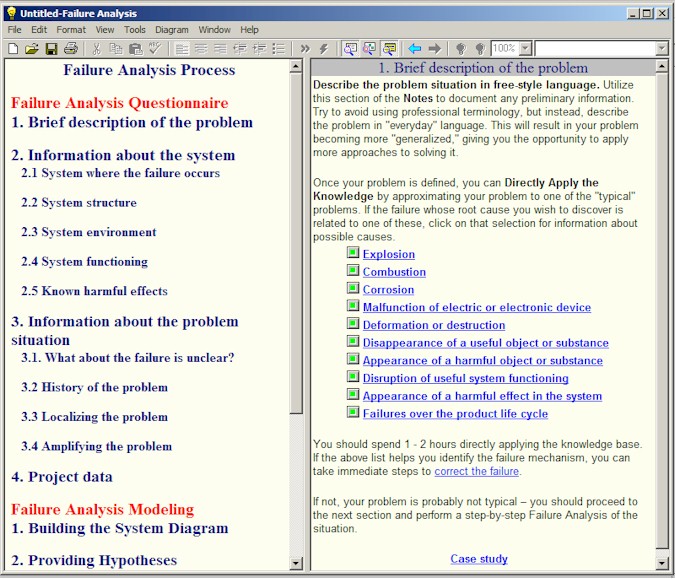 Untitled-Failure Analysis
File Edit Format View Tools Diagram Window Help
100%
Failure Analysis Process
Failure Analysis Questionnaire
1. Brief description of the problem
2. Information about the system
2.1 System where the failure occurs
2.2 System structure
2.3 System environment
2.4 System functioning
2.5 Known harmful effects
3. Information about the problem
situation
3.1. What about the failure is unclear?
3.2 History of the problem
3.3 Localizing the problem
3.4 Amplifying the problem
4. Project data
Failure Analysis Modeling
1. Building the System Diagram
2. Providing Hypotheses
1. Brief description of the problem
Describe the problem situation in free-style language. Utilize
this section of the Notes to document any preliminary information.
Try to avoid using professional terminology, but instead, describe
the problem in "everyday" language. This will result in your problem
becoming more "generalized," giving you the opportunity to apply
more approaches to solving it.
Once your problem is defined, you can Directly Apply the
Knowledge by approximating your problem to one of the "typical"
problems. If the failure whose root cause you wish to discover is
related to one of these, click on that selection for information about
possible causes.
Explosion
Combustion
Corrosion
Malfunction of electric or electronic device
Deformation or destruction
Disappearance of a useful object or substance
Appearance of a harmful object or substance
Disruption of useful system functioning
Appearance of a harmful effect in the system
Failures over the product life cycle
You should spend 1 - 2 hours directly applying the knowledge base.
If the above list helps you identify the failure mechanism, you can
take immediate steps to correct the failure.
If not, your problem is probably not typical – you should proceed to
the next section and perform a step-by-step Failure Analysis of the
situation.
Case study